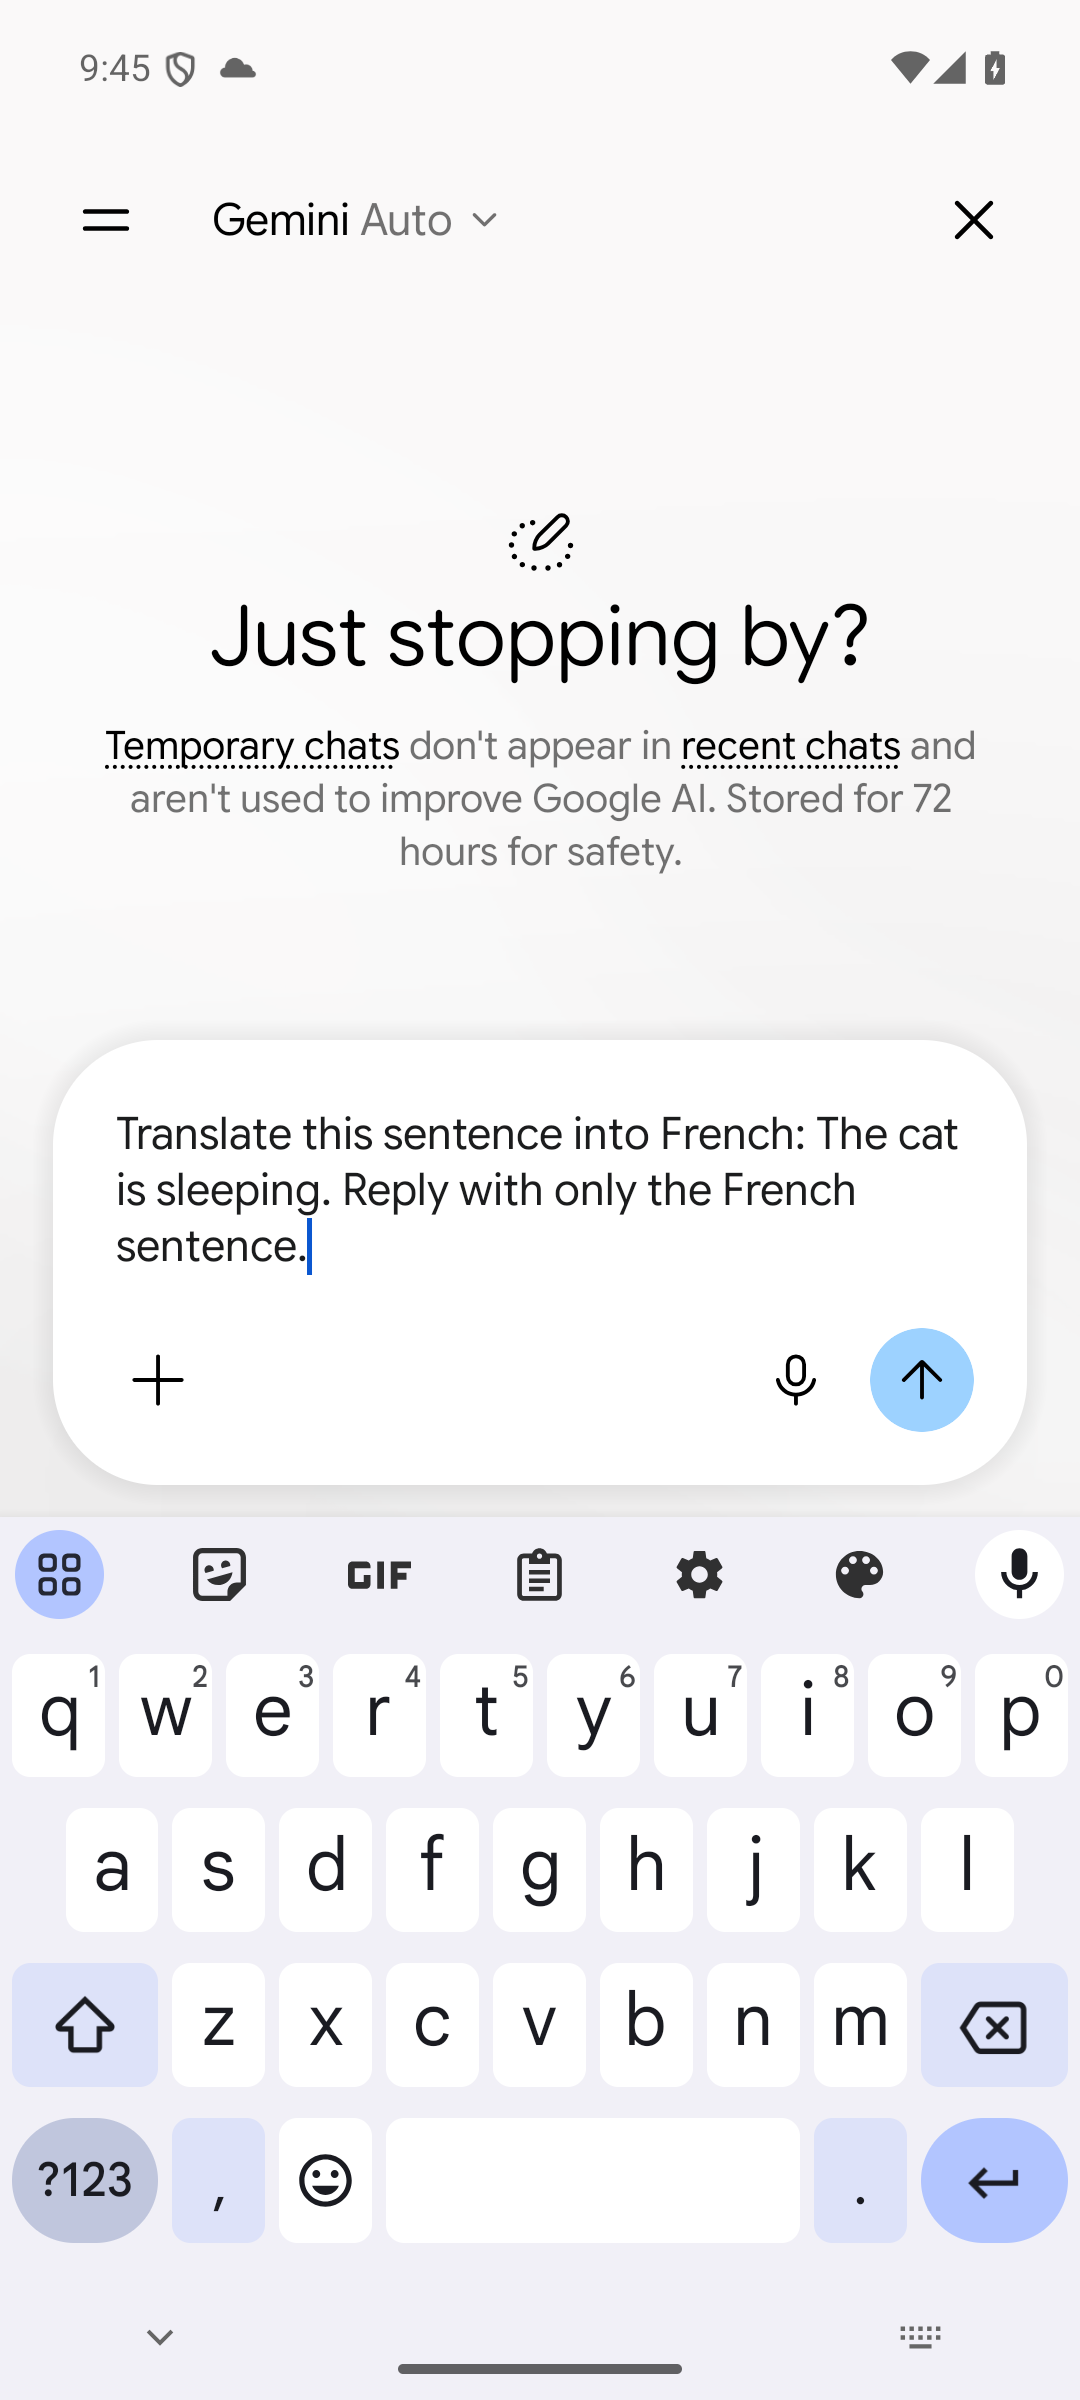 9:45
Gemini Auto
Just stopping by?
Temporary chats don't appear in recent chats and
aren't used to improve Google AI. Stored for 72
hours for safety.
Translate this sentence into French: The cat
is sleeping. Reply with only the French
sentence.
GIF
q1 w2 e3 r4 t5 y6 u7 i8 o9 p0
a s d f g h j k l
z x c v b n m
?123 , .